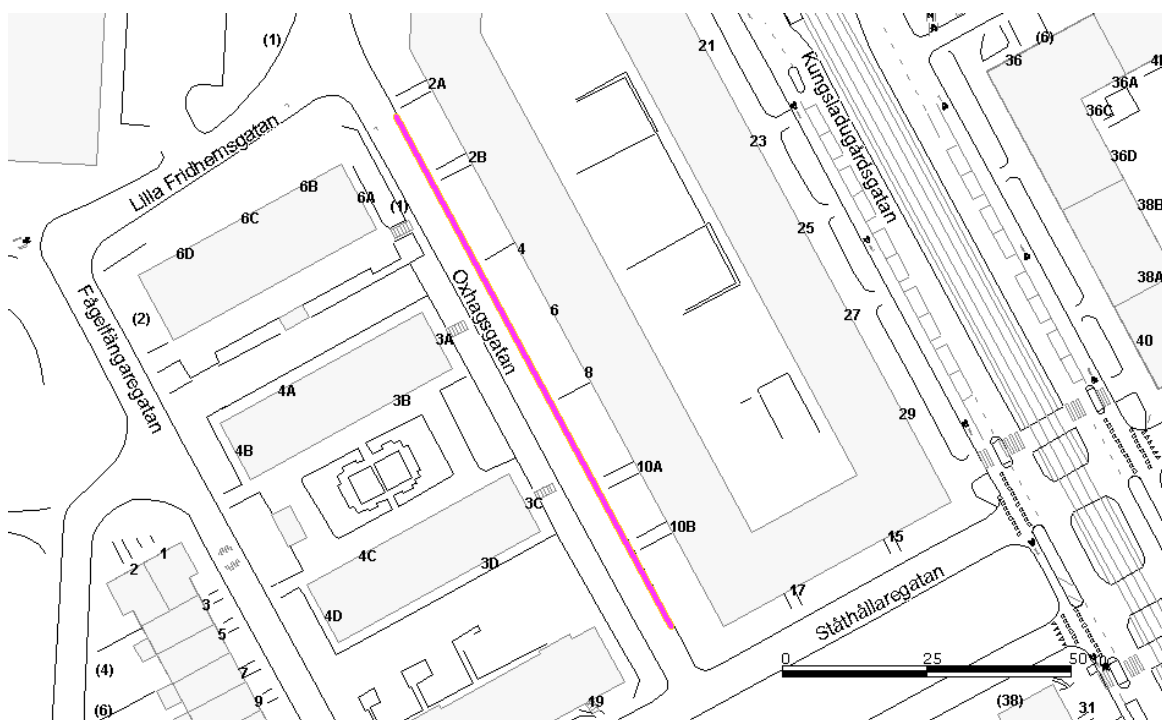 (1)
2A
21
Kungsladugårdsgatan
36
(6)
36A
36C
36D
38B
38A
40
Lilla Fridhemsgatan
2B
23
6B
6A
6C
(1)
6D
4
25
Fågelfängaregatan
(2)
Oxhagsgatan
6
27
3A
8
4A
3B
29
4B
10A
3C
10B
4C
3D
15
17
Ståthållaregatan
1
2
3
4D
5
7
9
(4)
(6)
19
0
25
50
(38)
31